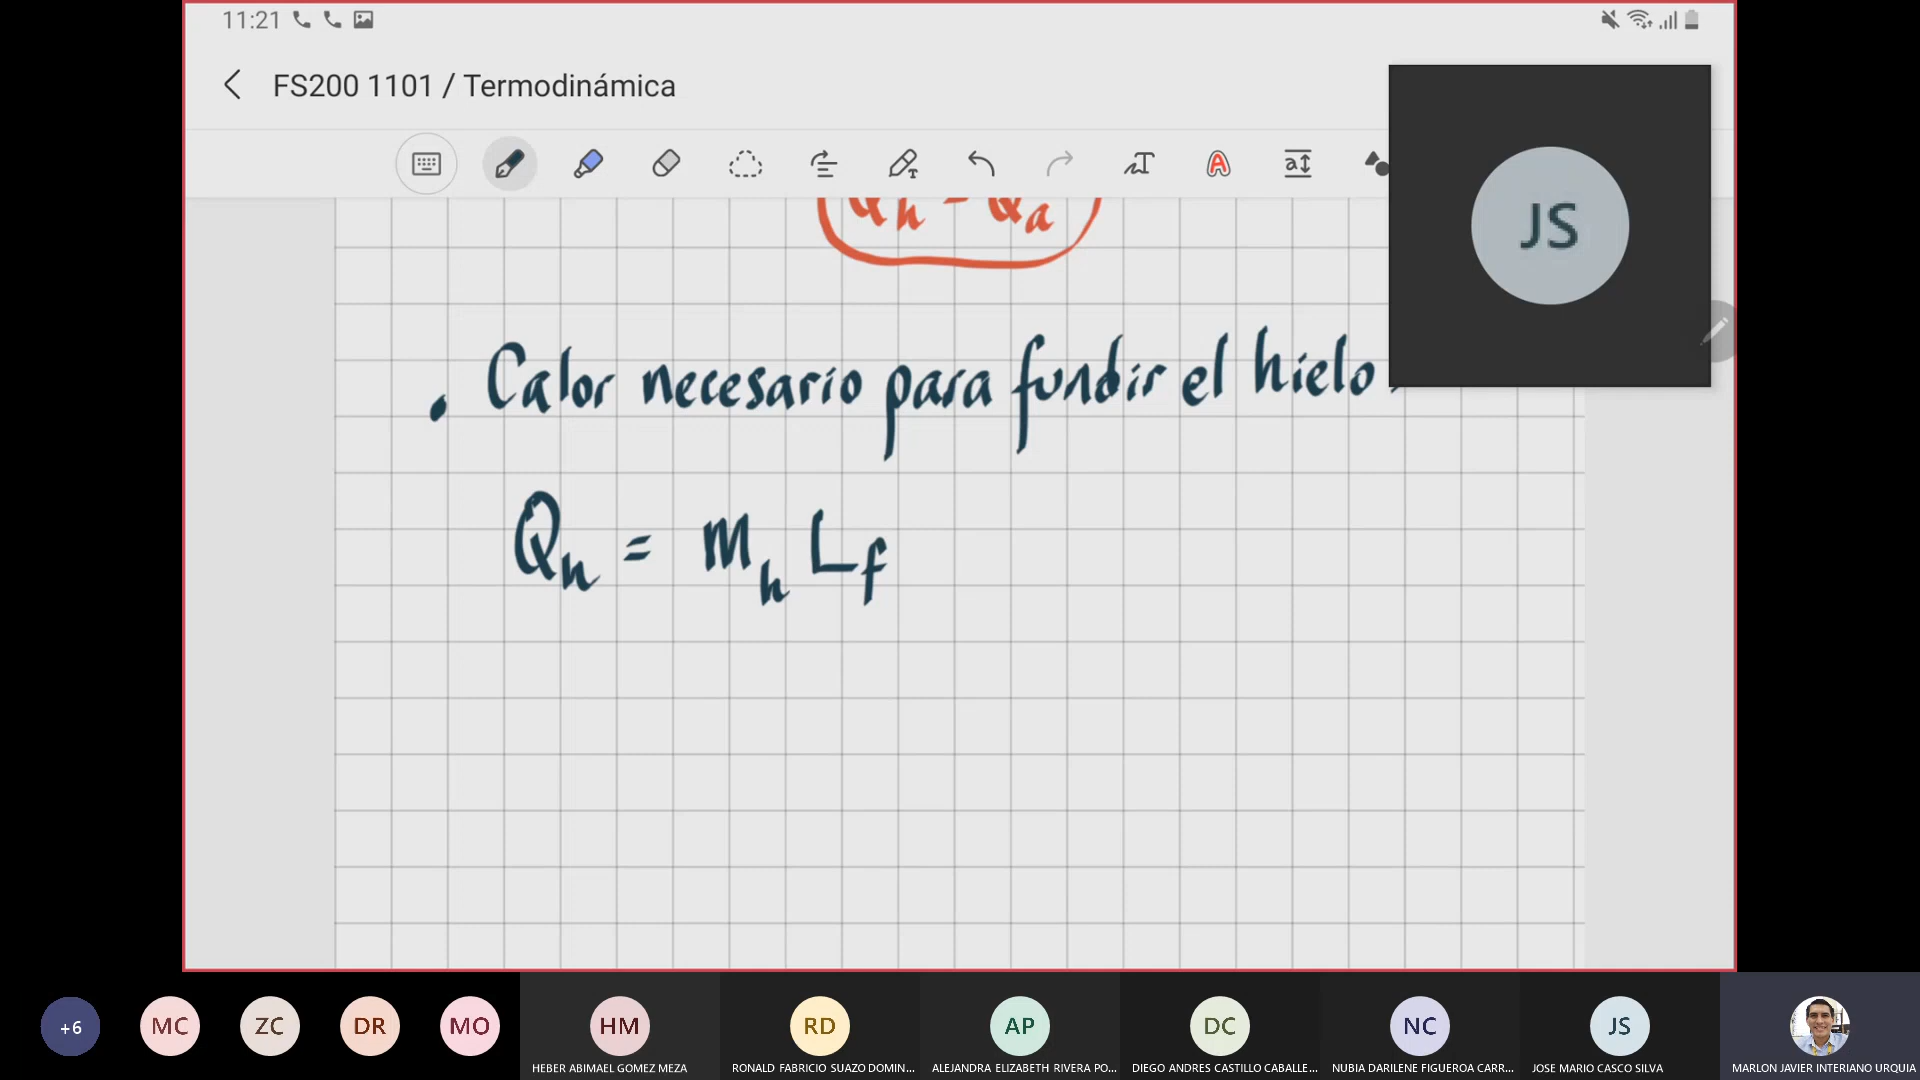 11:21
FS200 1101 / Termodinámica
Qh = Qa
. Calor necesario para fundir el hielo.
Qh = mh Lf
JS
+6
MC
ZC
DR
MO
HM
RD
AP
DC
NC
JS
HEBER ABIMAEL GOMEZ MEZA
RONALD FABRICIO SUAZO DOMIN...
ALEJANDRA ELIZABETH RIVERA PO...
DIEGO ANDRES CASTILLO CABALLE...
NUBIA DARILENE FIGUEROA CARR...
JOSE MARIO CASCO SILVA
MARLON JAVIER INTERIANO URQUIA